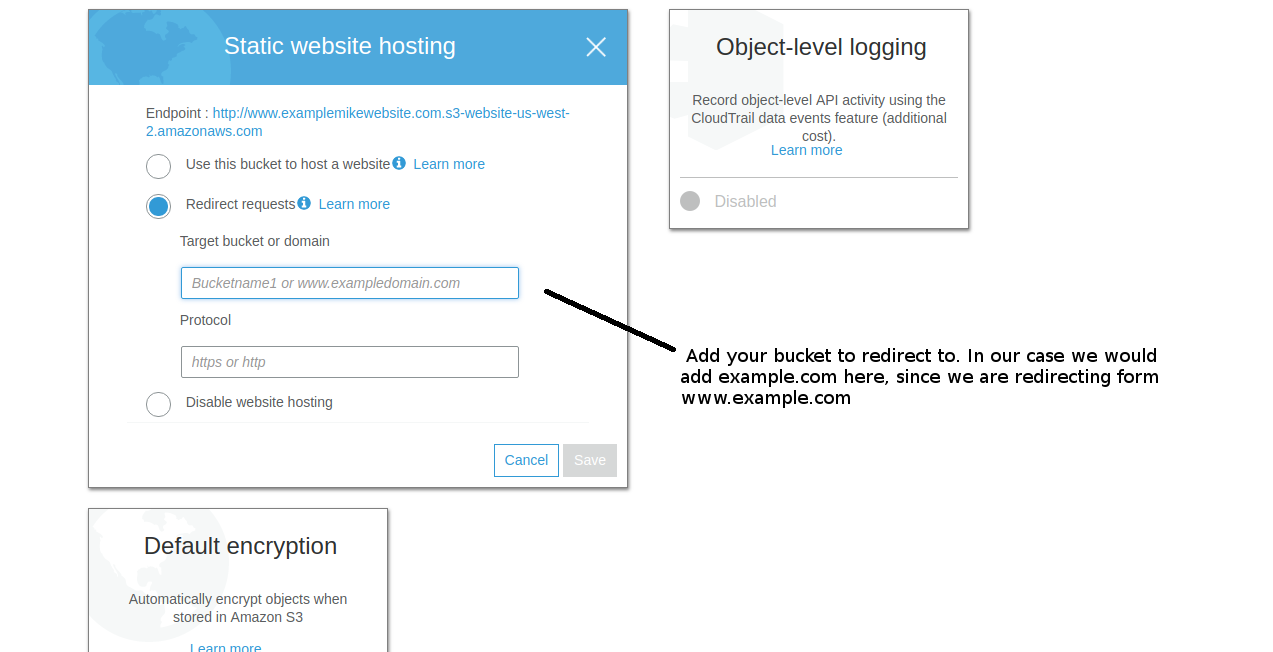 Static website hosting
Endpoint : http://www.examplemikewebsite.com.s3-website-us-west-
2.amazonaws.com
Use this bucket to host a website Learn more
Redirect requests Learn more
Target bucket or domain
Bucketname1 or www.exampledomain.com
Protocol
https or http
Disable website hosting
Cancel Save
Object-level logging
Record object-level API activity using the
CloudTrail data events feature (additional
cost).
Learn more
Disabled
Add your bucket to redirect to. In our case we would
add example.com here, since we are redirecting form
www.example.com
Default encryption
Automatically encrypt objects when
stored in Amazon S3
Learn more